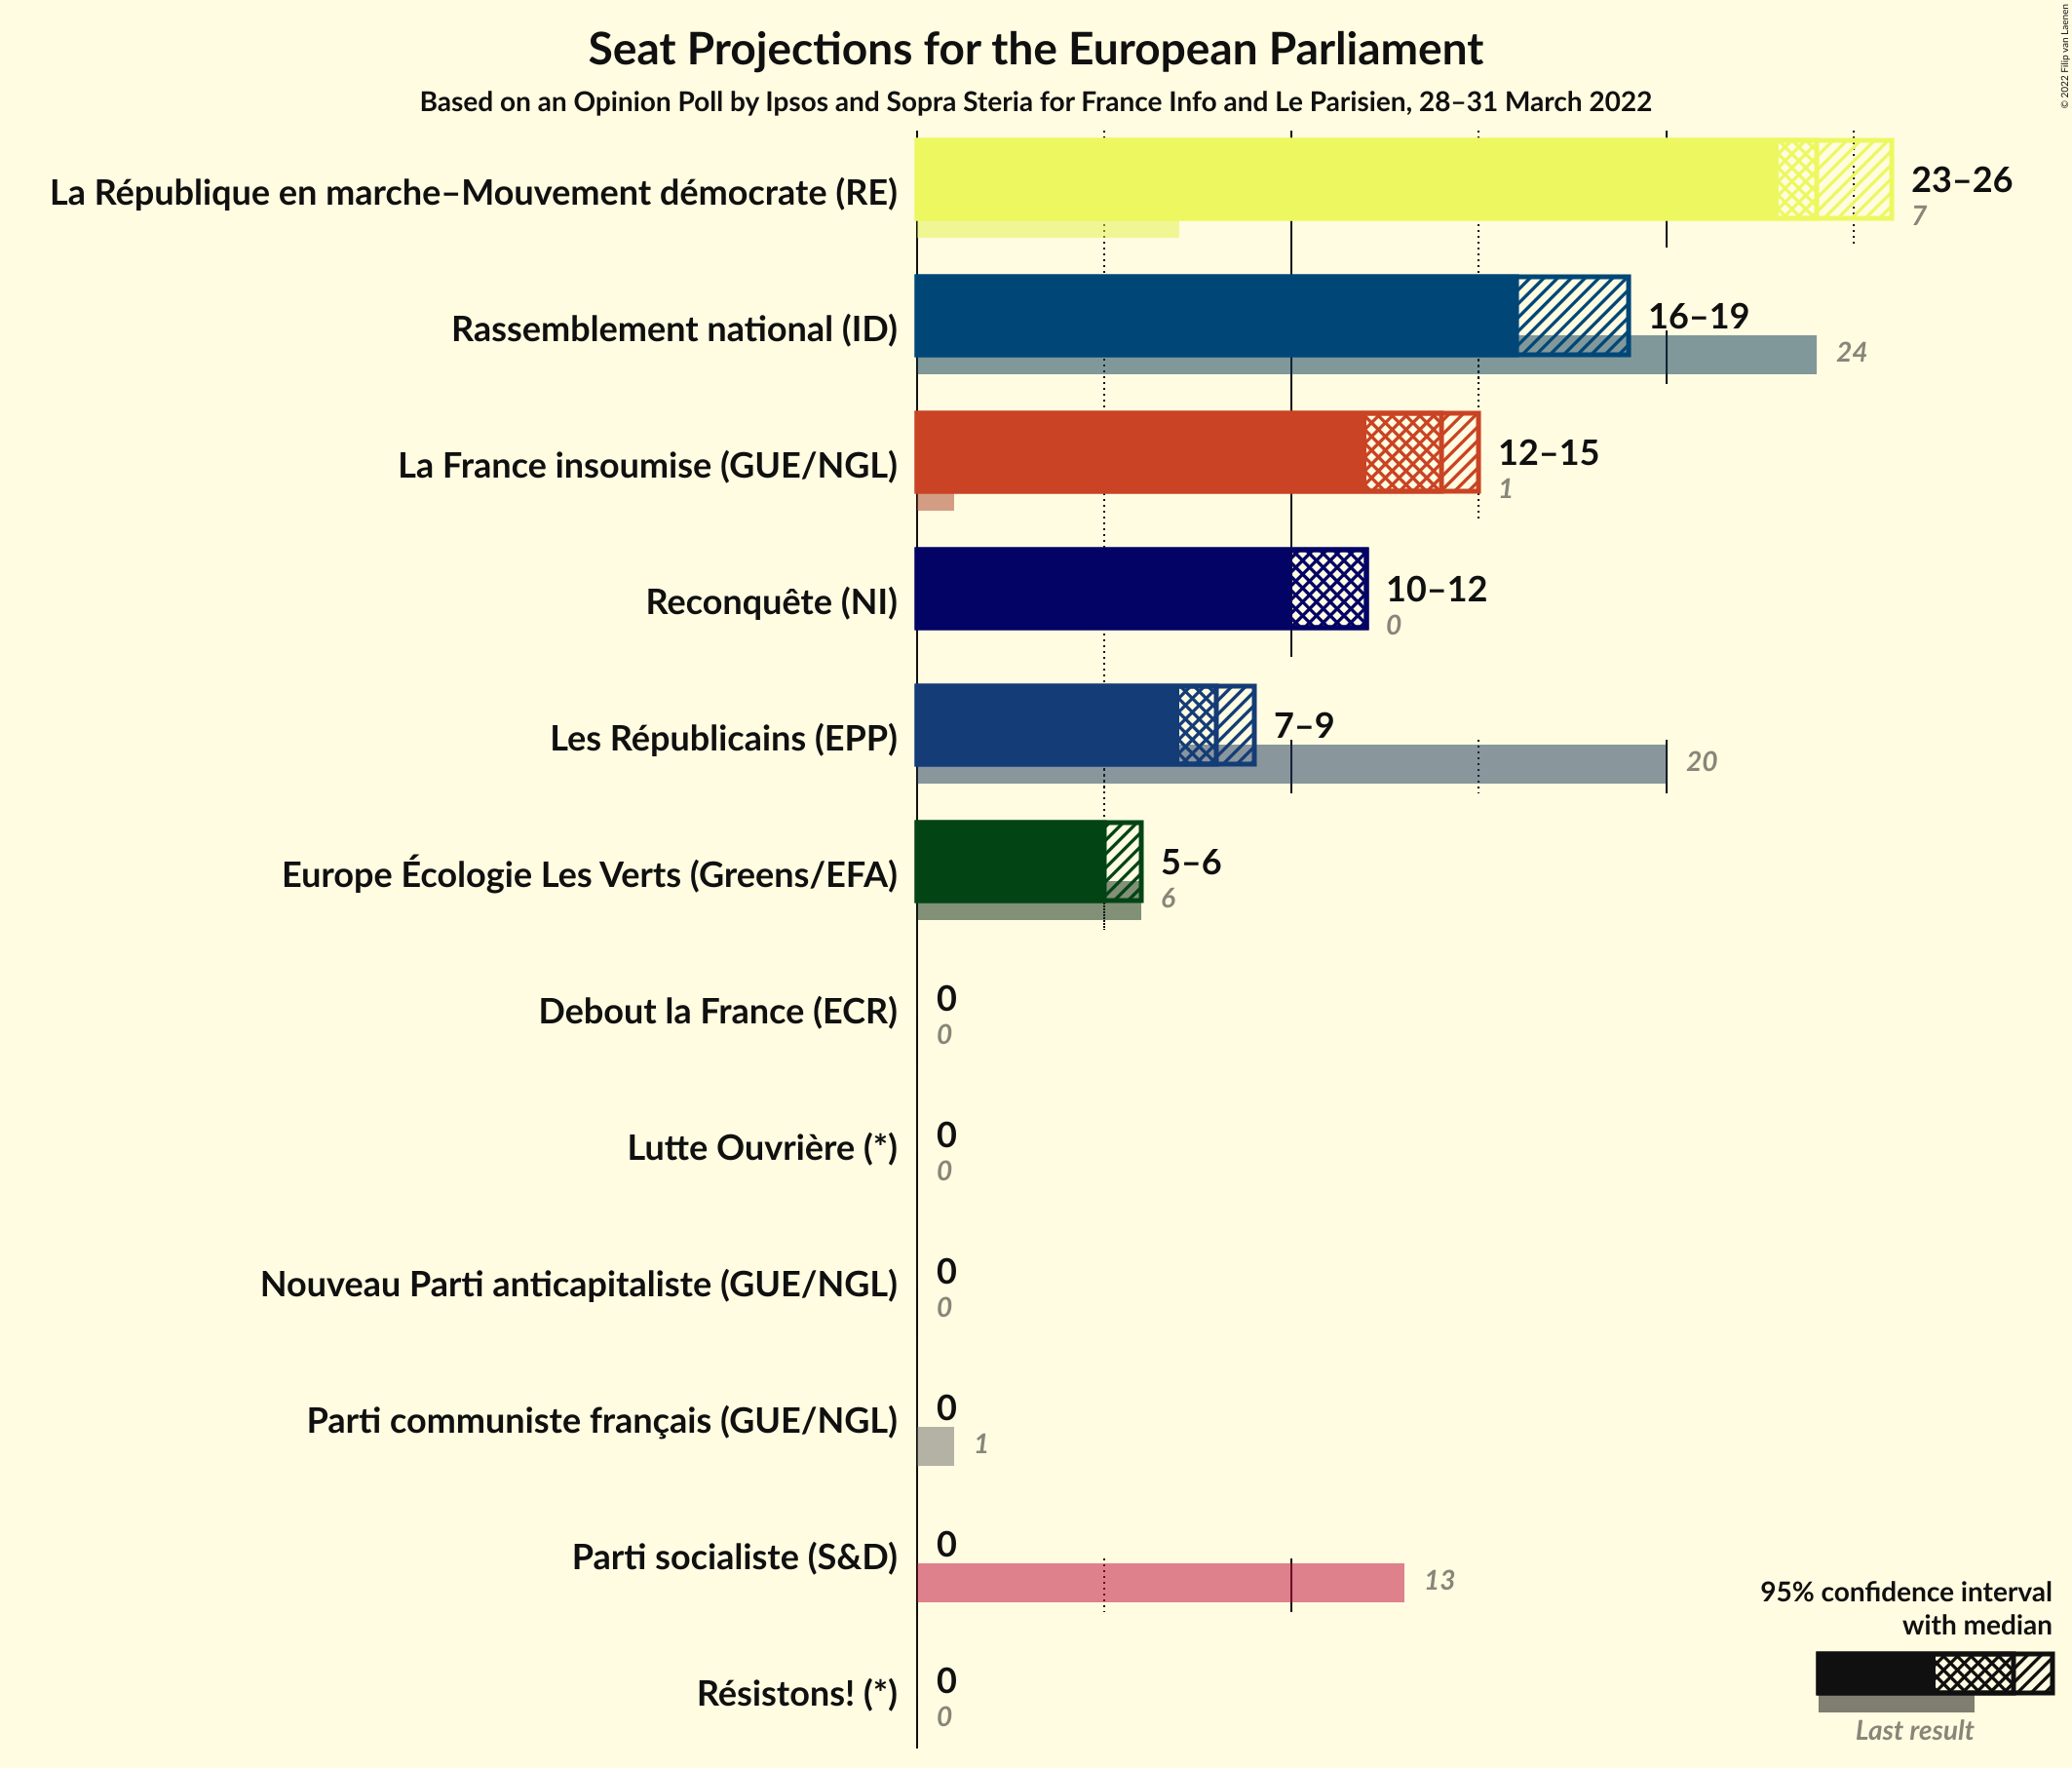 Seat Projections for the European Parliament
Based on an Opinion Poll by Ipsos and Sopra Steria for France Info and Le Parisien, 28–31 March 2022
© 2022 Filip van Laenen
La République en marche–Mouvement démocrate (RE)
23–26
7
Rassemblement national (ID)
16–19
24
La France insoumise (GUE/NGL)
12–15
1
Reconquête (NI)
10–12
0
Les Républicains (EPP)
7–9
20
Europe Écologie Les Verts (Greens/EFA)
5–6
6
Debout la France (ECR)
0
0
Lutte Ouvrière (*)
0
0
Nouveau Parti anticapitaliste (GUE/NGL)
0
0
Parti communiste français (GUE/NGL)
0
1
Parti socialiste (S&D)
0
13
Résistons! (*)
0
0
95% confidence interval
with median
Last result